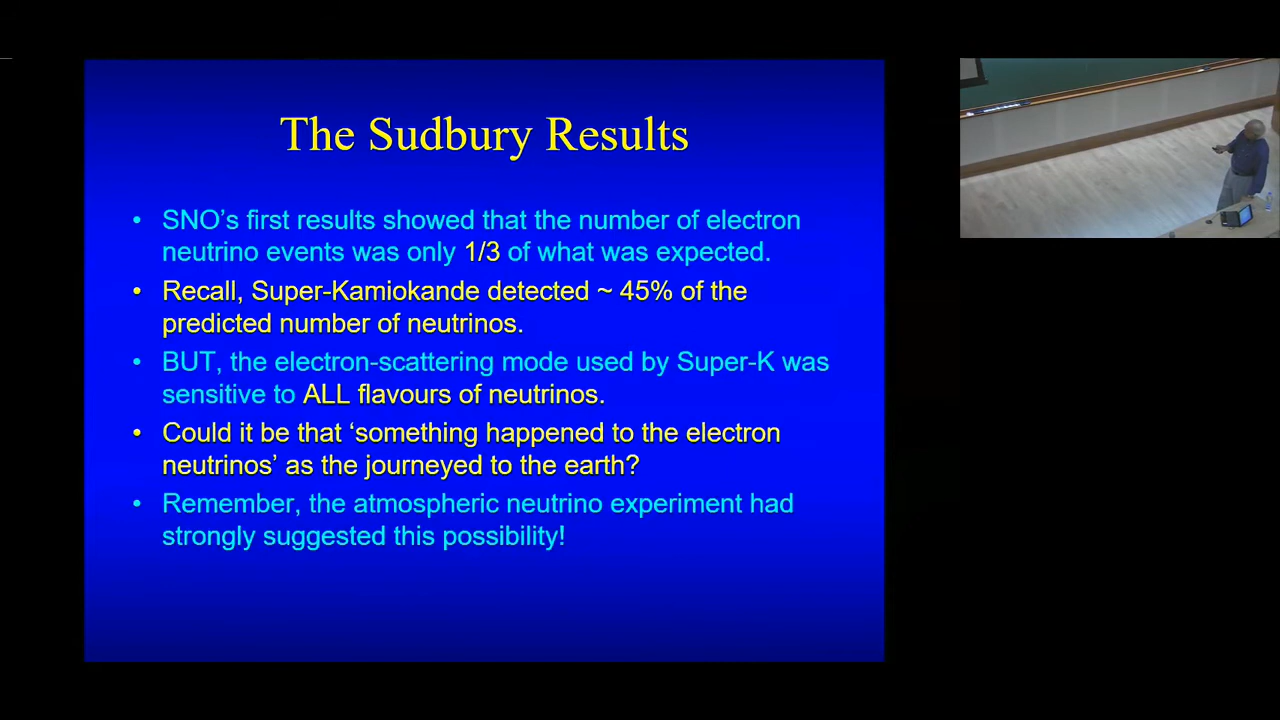 The Sudbury Results
• SNO’s first results showed that the number of electron
neutrino events was only 1/3 of what was expected.
• Recall, Super-Kamiokande detected ~ 45% of the
predicted number of neutrinos.
• BUT, the electron-scattering mode used by Super-K was
sensitive to ALL flavours of neutrinos.
• Could it be that ‘something happened to the electron
neutrinos’ as the journeyed to the earth?
• Remember, the atmospheric neutrino experiment had
strongly suggested this possibility!